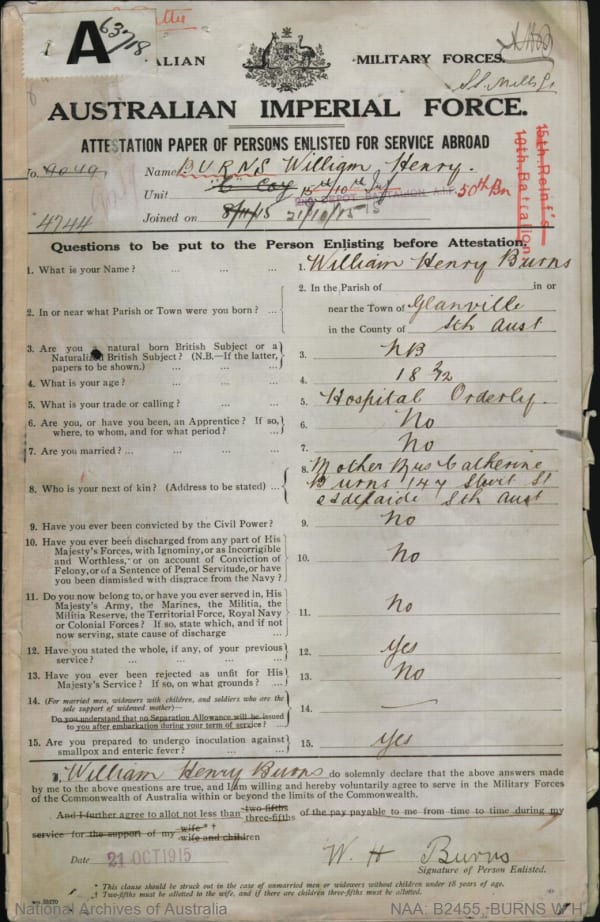 A 63/18
ALIAN MILITARY FORCES.
AUSTRALIAN IMPERIAL FORCE.
ATTESTATION PAPER OF PERSONS ENLISTED FOR SERVICE ABROAD
No. 9049 Name BURNS William Henry.
Unit "C" Coy 15th/10th Inf 2ND DEPOT BATTALION A.I.F. 50th Bn
15th Reinf's
10th Battalion
4744 Joined on 8/11/15 21/10/15
Questions to be put to the Person Enlisting before Attestation.
1. What is your Name? ... ... ... 1. William Henry Burns
2. In or near what Parish or Town were you born? ... 2. In the Parish of in or
near the Town of Glanville
in the County of Sth Aust
3. Are you a natural born British Subject or a
Naturalized British Subject? (N.B.—If the latter,
papers to be shown.) ... ... 3. NB
4. What is your age? ... ... ... 4. 18 7/12
5. What is your trade or calling? ... ... 5. Hospital Orderly.
6. Are you, or have you been, an Apprentice? If so,
where, to whom, and for what period? ... 6. No
7. Are you married? ... ... ... 7. No
8. Who is your next of kin? (Address to be stated) ... 8. Mother Mrs Catherine
Burns 147 Sturt St
Adelaide Sth Aust
9. Have you ever been convicted by the Civil Power? 9. No
10. Have you ever been discharged from any part of His
Majesty's Forces, with Ignominy, or as Incorrigible
and Worthless, or on account of Conviction of
Felony, or of a Sentence of Penal Servitude, or have
you been dismissed with disgrace from the Navy? 10. No
11. Do you now belong to, or have you ever served in, His
Majesty's Army, the Marines, the Militia, the
Militia Reserve, the Territorial Force, Royal Navy
or Colonial Forces? If so, state which, and if not
now serving, state cause of discharge ... 11. No
12. Have you stated the whole, if any, of your previous
service? ... ... ... 12. Yes
13. Have you ever been rejected as unfit for His
Majesty's Service? If so, on what grounds? ... 13. No
14. (For married men, widowers with children, and soldiers who are the
sole support of widowed mother)—
Do you understand that no Separation Allowance will be issued
to you after embarkation during your term of service? ... 14. —
15. Are you prepared to undergo inoculation against
smallpox and enteric fever? ... ... 15. Yes
I, William Henry Burns do solemnly declare that the above answers made
by me to the above questions are true, and I am willing and hereby voluntarily agree to serve in the Military Forces
of the Commonwealth of Australia within or beyond the limits of the Commonwealth.
And I further agree to allot not less than two-fifths three-fifths of the pay payable to me from time to time during my
service for the support of my wife*† wife and children
Date 21 OCT 1915 W. H Burns
Signature of Person Enlisted.
* This clause should be struck out in the case of unmarried men or widowers without children under 18 years of age.
† Two-fifths must be allotted to the wife, and if there are children three-fifths must be allotted.
National Archives of Australia NAA: B2455, BURNS W H